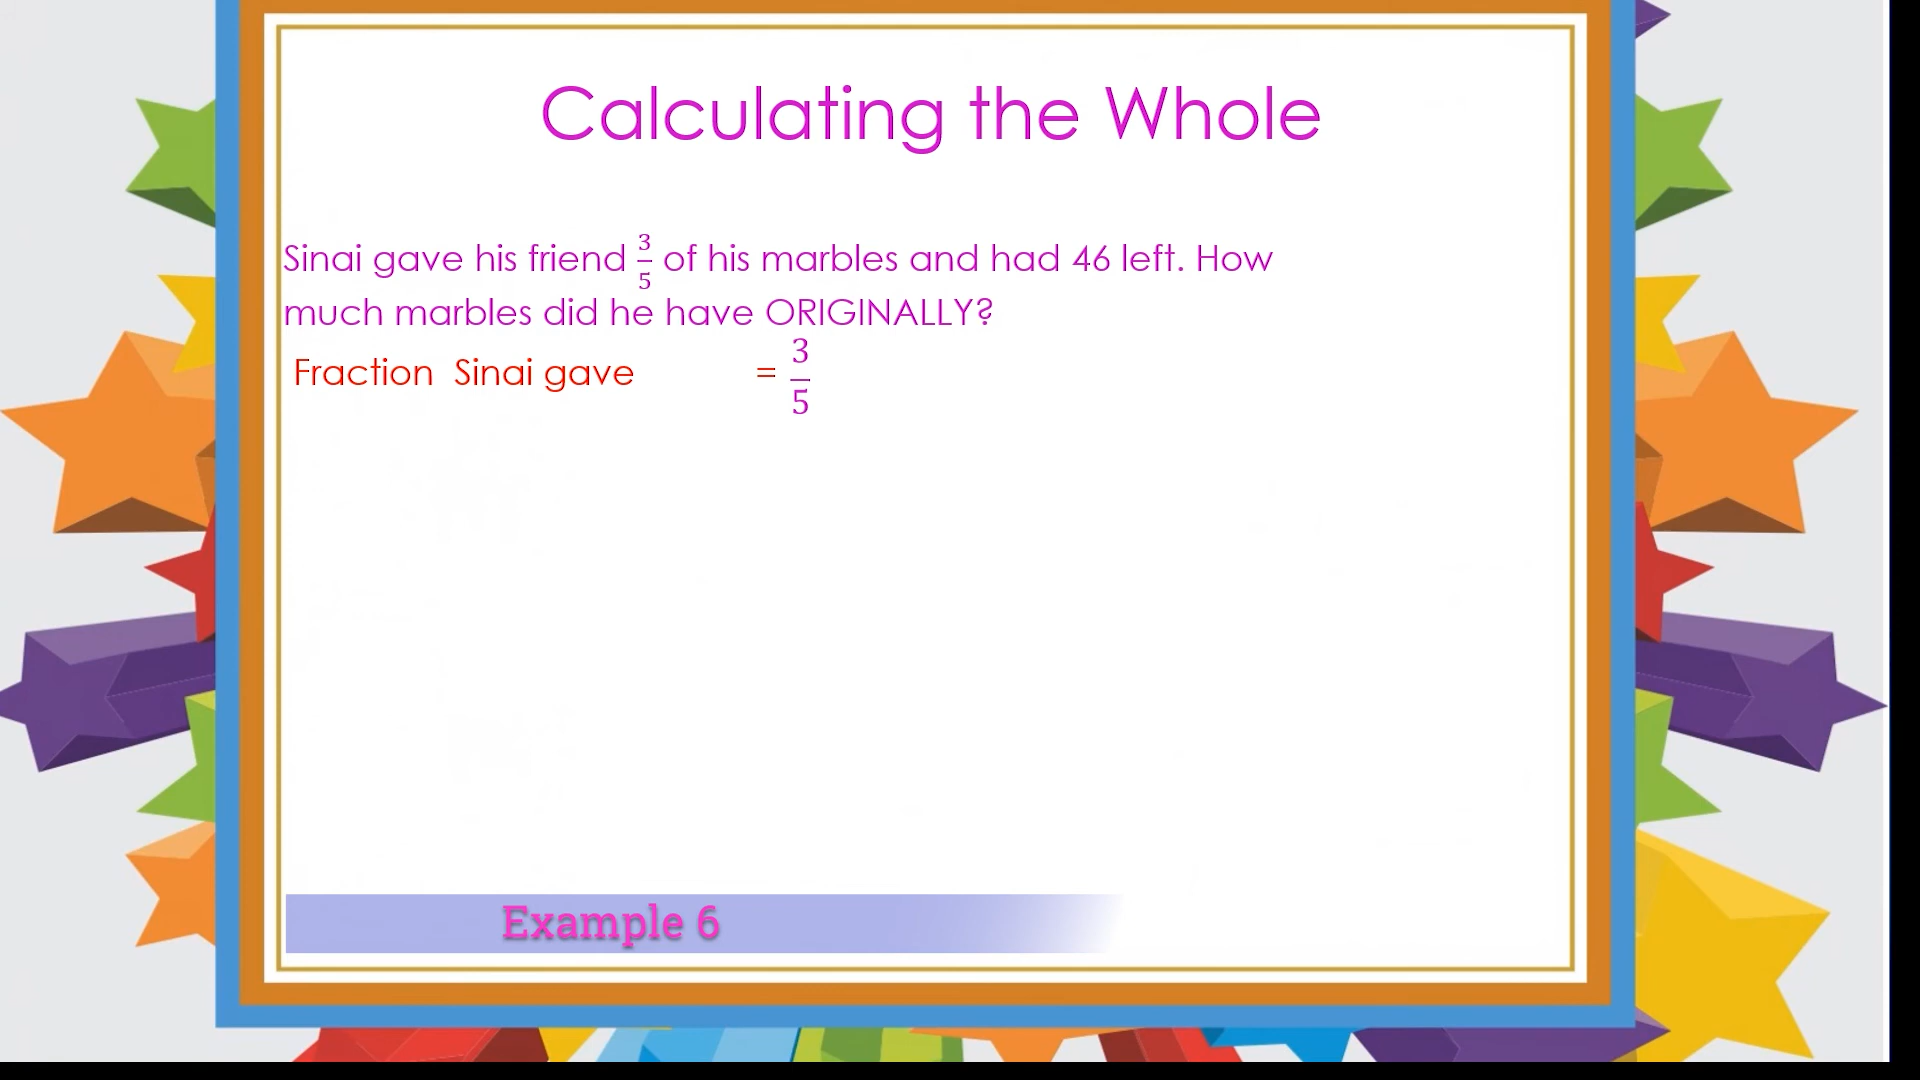 Calculating the Whole
Sinai gave his friend 3/5 of his marbles and had 46 left. How
much marbles did he have ORIGINALLY?
Fraction Sinai gave = 3/5
Example 6